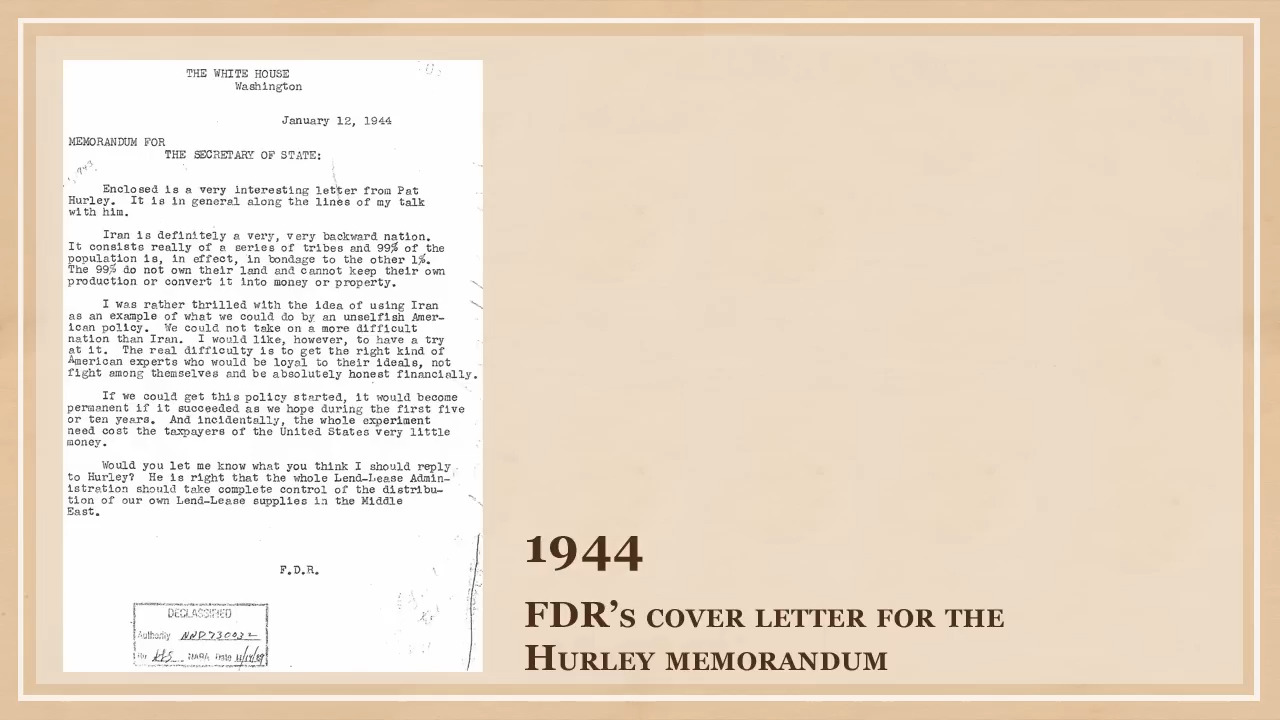 THE WHITE HOUSE
Washington
January 12, 1944
MEMORANDUM FOR
THE SECRETARY OF STATE:
Enclosed is a very interesting letter from Pat
Hurley. It is in general along the lines of my talk
with him.
Iran is definitely a very, very backward nation.
It consists really of a series of tribes and 99% of the
population is, in effect, in bondage to the other 1%.
The 99% do not own their land and cannot keep their own
production or convert it into money or property.
I was rather thrilled with the idea of using Iran
as an example of what we could do by an unselfish Amer-
ican policy. We could not take on a more difficult
nation than Iran. I would like, however, to have a try
at it. The real difficulty is to get the right kind of
American experts who would be loyal to their ideals, not
fight among themselves and be absolutely honest financially.
If we could get this policy started, it would become
permanent if it succeeded as we hope during the first five
or ten years. And incidentally, the whole experiment
need cost the taxpayers of the United States very little
money.
Would you let me know what you think I should reply
to Hurley? He is right that the whole Lend-Lease Admin-
istration should take complete control of the distribu-
tion of our own Lend-Lease supplies in the Middle
East.
F.D.R.
DECLASSIFIED
Authority NND730032
By NARA Date
1944
FDR's cover letter for the
Hurley memorandum